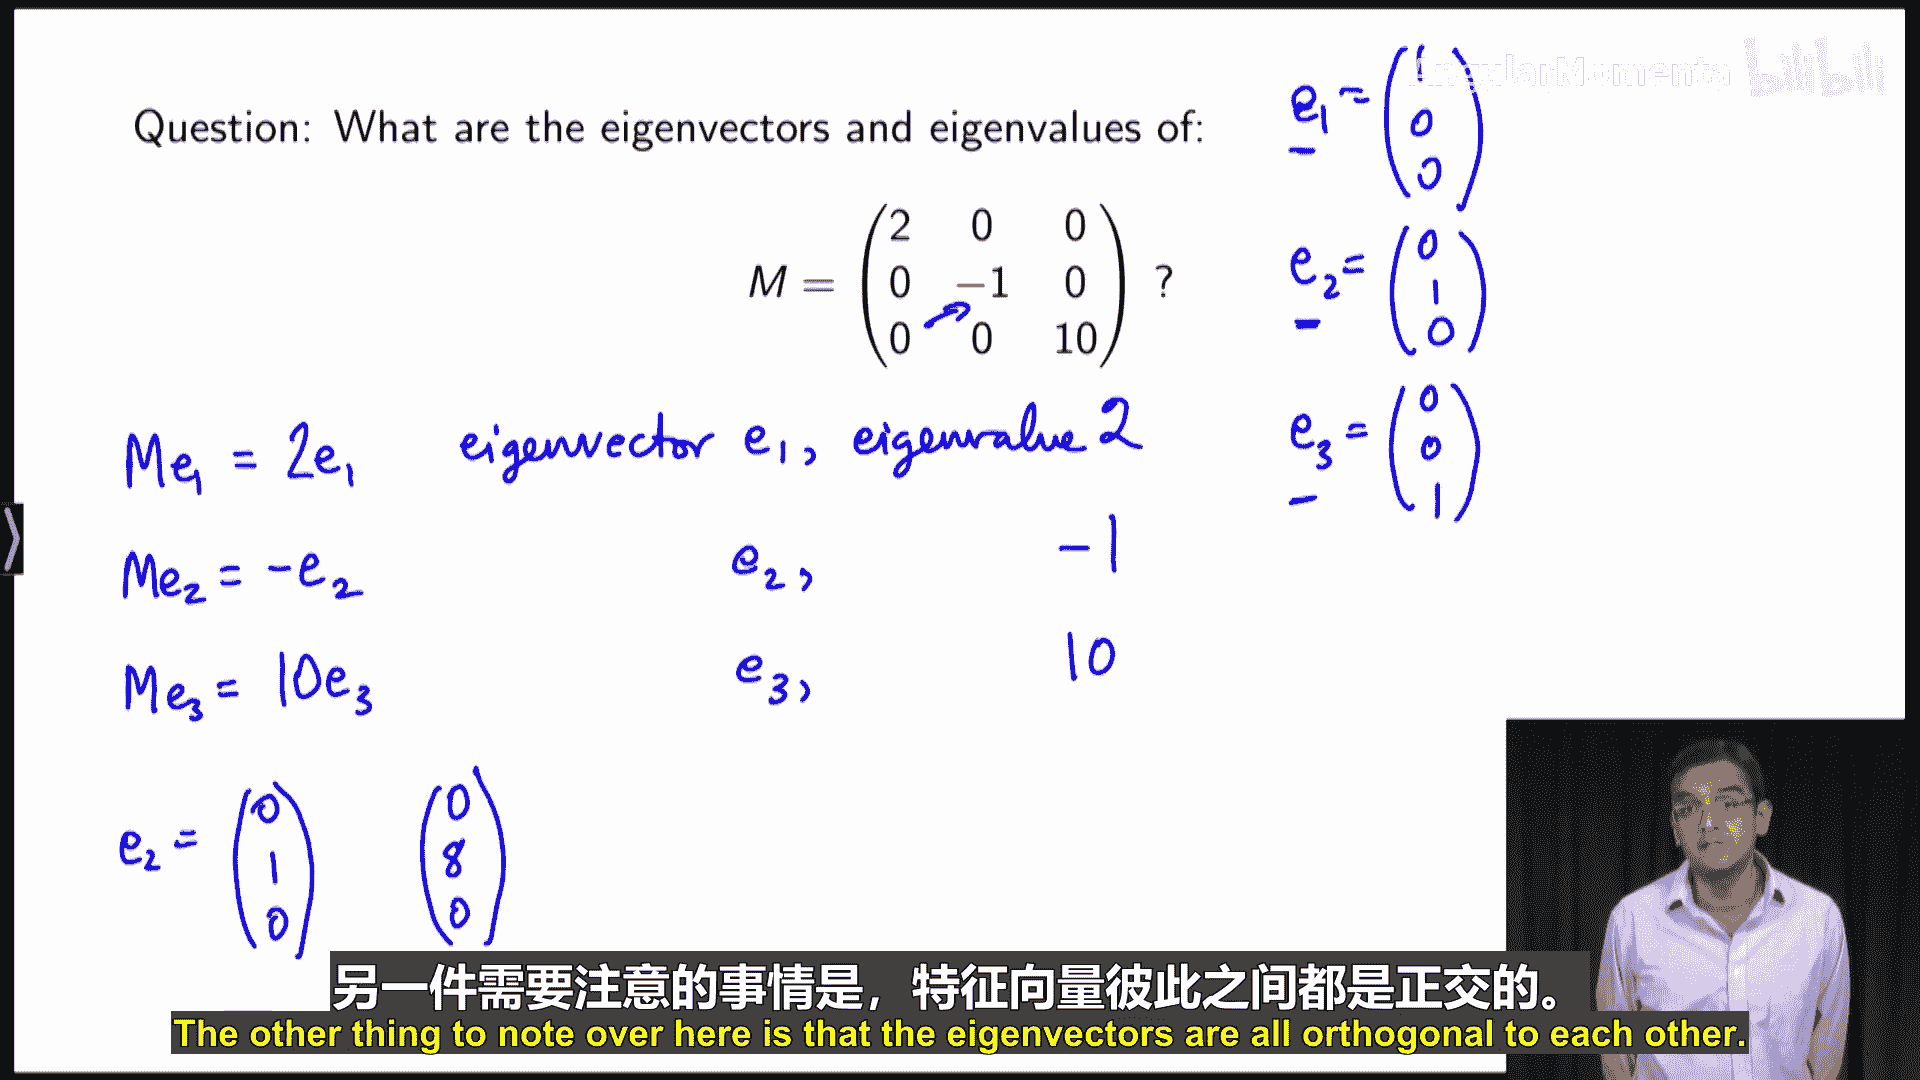 AngularMomenta bilibili
Question: What are the eigenvectors and eigenvalues of:
M = (2 0 0
0 −1 0
0 0 10) ?
e1 = (1
0
0)
e2 = (0
1
0)
e3 = (0
0
1)
Me1 = 2e1 eigenvector e1, eigenvalue 2
Me2 = -e2 e2, -1
Me3 = 10e3 e3, 10
e2 = (0
1
0)
(0
8
0)
另一件需要注意的事情是，特征向量彼此之间都是正交的。
The other thing to note over here is that the eigenvectors are all orthogonal to each other.